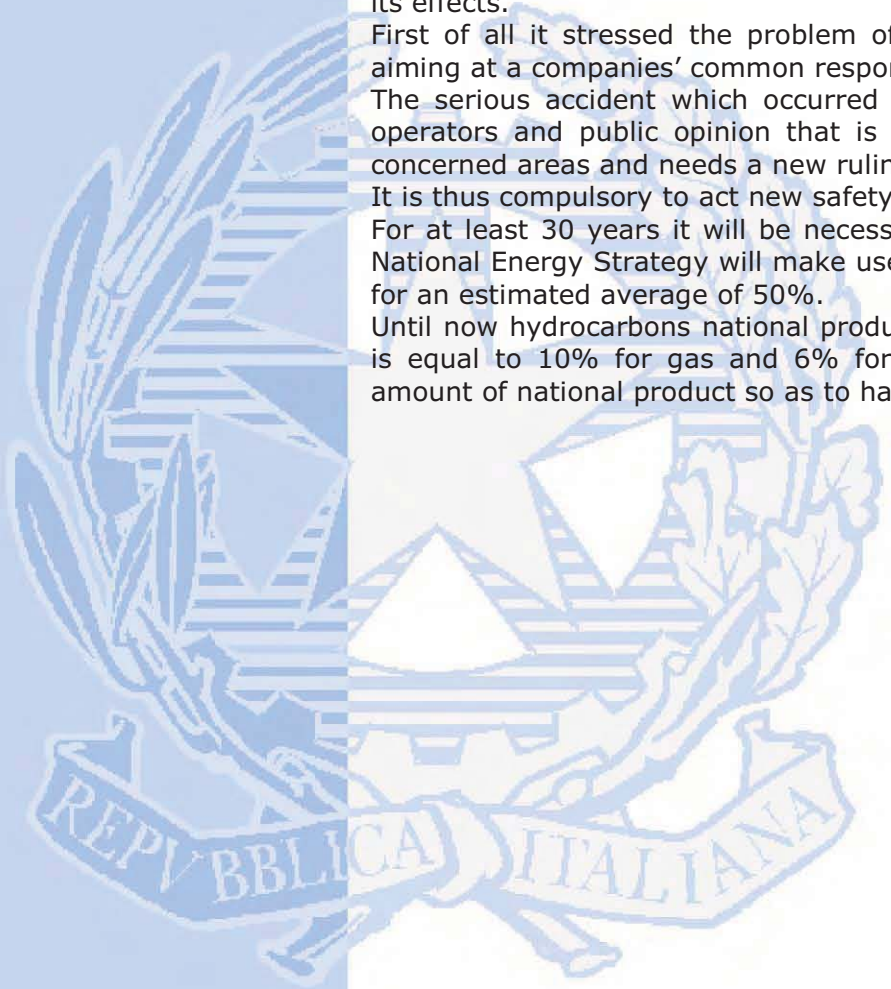 its effects.
First of all it stressed the problem of
aiming at a companies’ common respon
The serious accident which occurred
operators and public opinion that is
concerned areas and needs a new rulin
It is thus compulsory to act new safety
For at least 30 years it will be necess
National Energy Strategy will make use
for an estimated average of 50%.
Until now hydrocarbons national produ
is equal to 10% for gas and 6% for
amount of national product so as to ha
REPVBBLICA ITALIANA